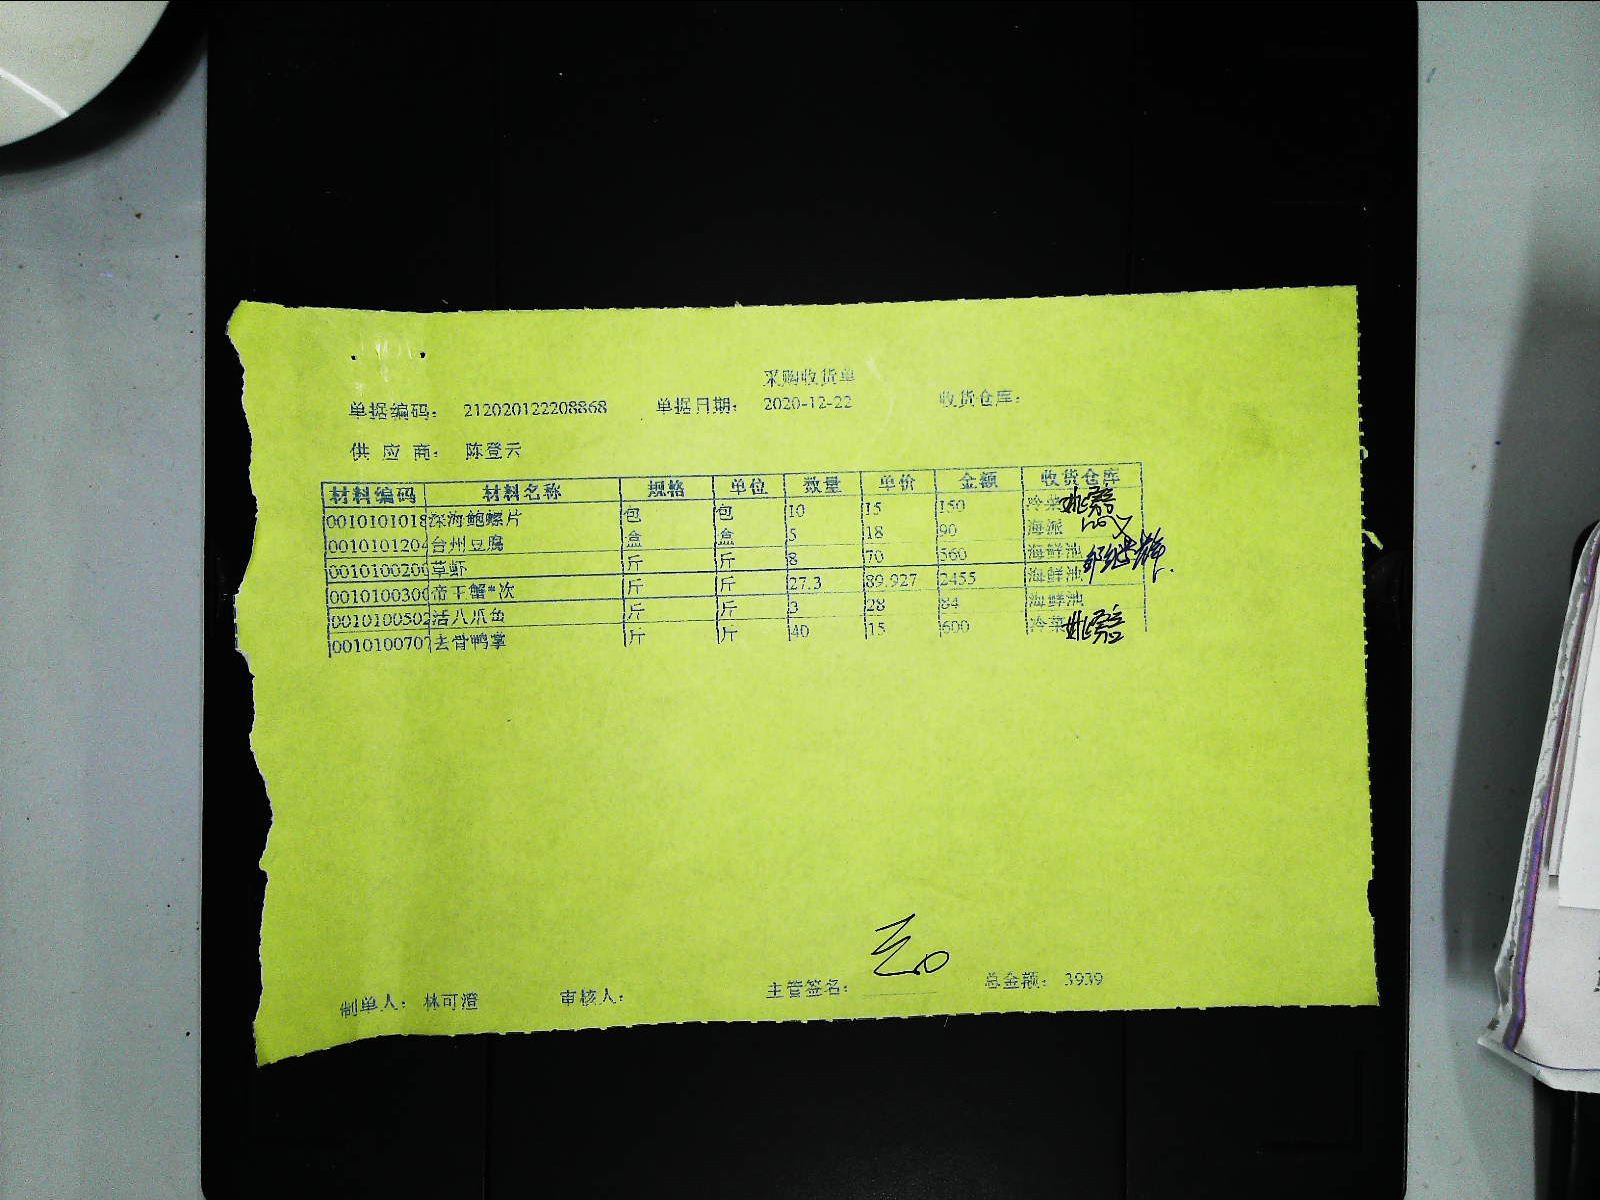 采购收货单
单据编码： 212020122208868 单据日期： 2020-12-22 收货仓库：
供 应 商： 陈登云
材料编码 材料名称 规格 单位 数量 单价 金额 收货仓库
0010101018 深海鲍螺片 包 包 10 15 150 冷菜
0010101204 台州豆腐 盒 盒 5 18 90 海派
0010100200 草虾 斤 斤 8 70 560 海鲜池
0010100300 帝王蟹*次 斤 斤 27.3 89.927 2455 海鲜池
0010100502 活八爪鱼 斤 斤 3 28 84 海鲜池
0010100707 去骨鸭掌 斤 斤 40 15 600 冷菜
制单人： 林可澄 审核人： 主管签名： 总金额： 3939